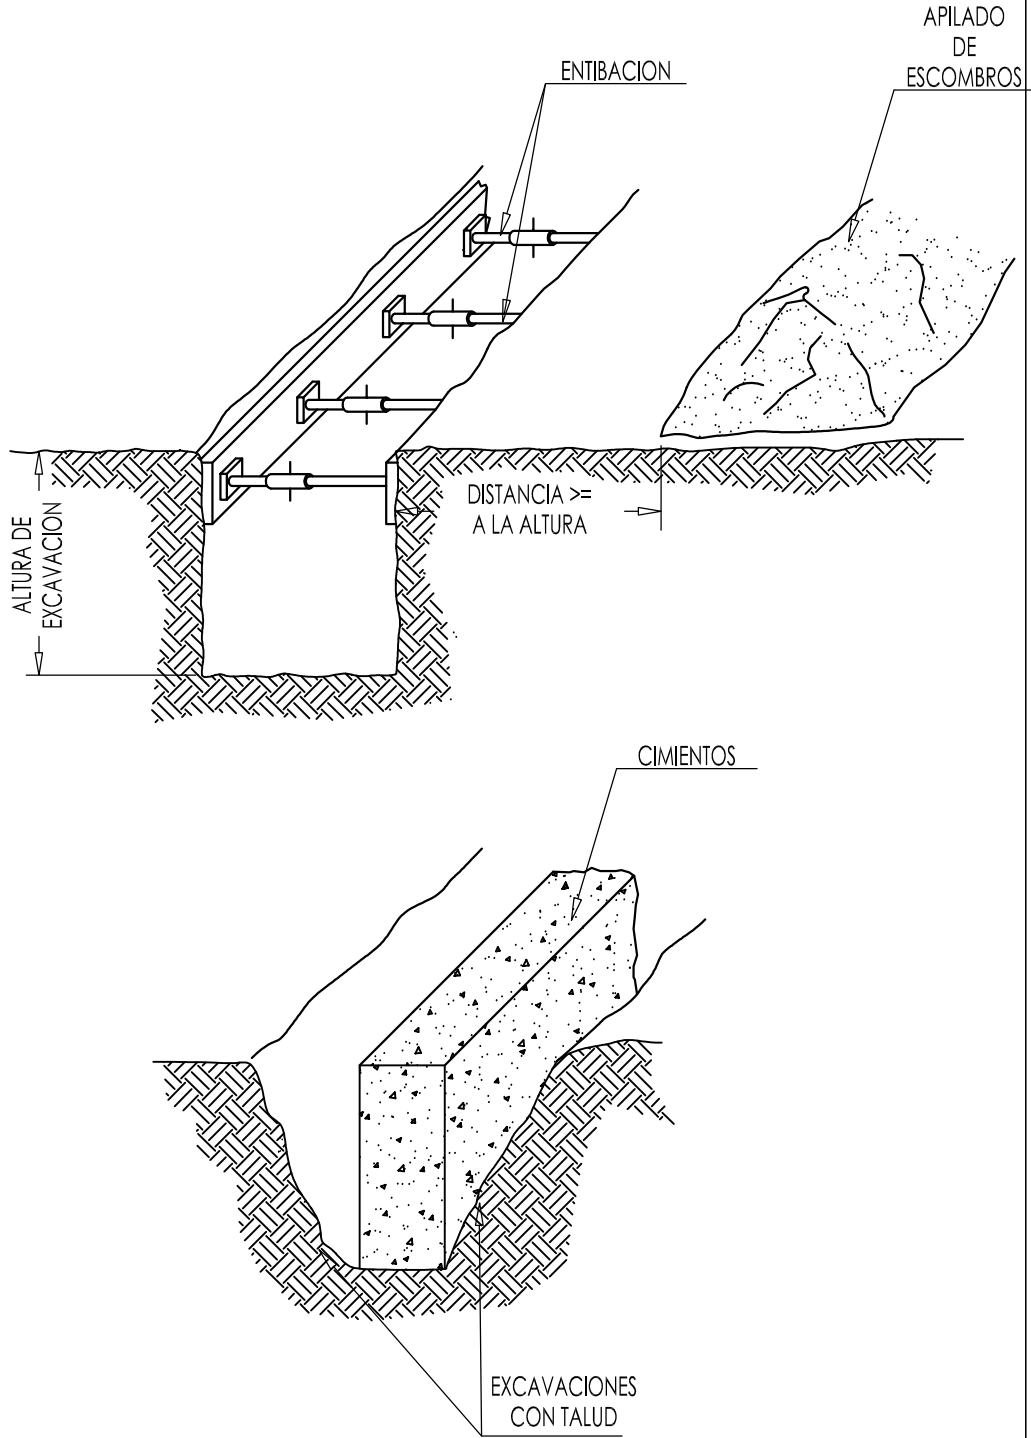 APILADO
DE
ESCOMBROS
ENTIBACION
DISTANCIA >=
A LA ALTURA
ALTURA DE
EXCAVACION
CIMIENTOS
EXCAVACIONES
CON TALUD